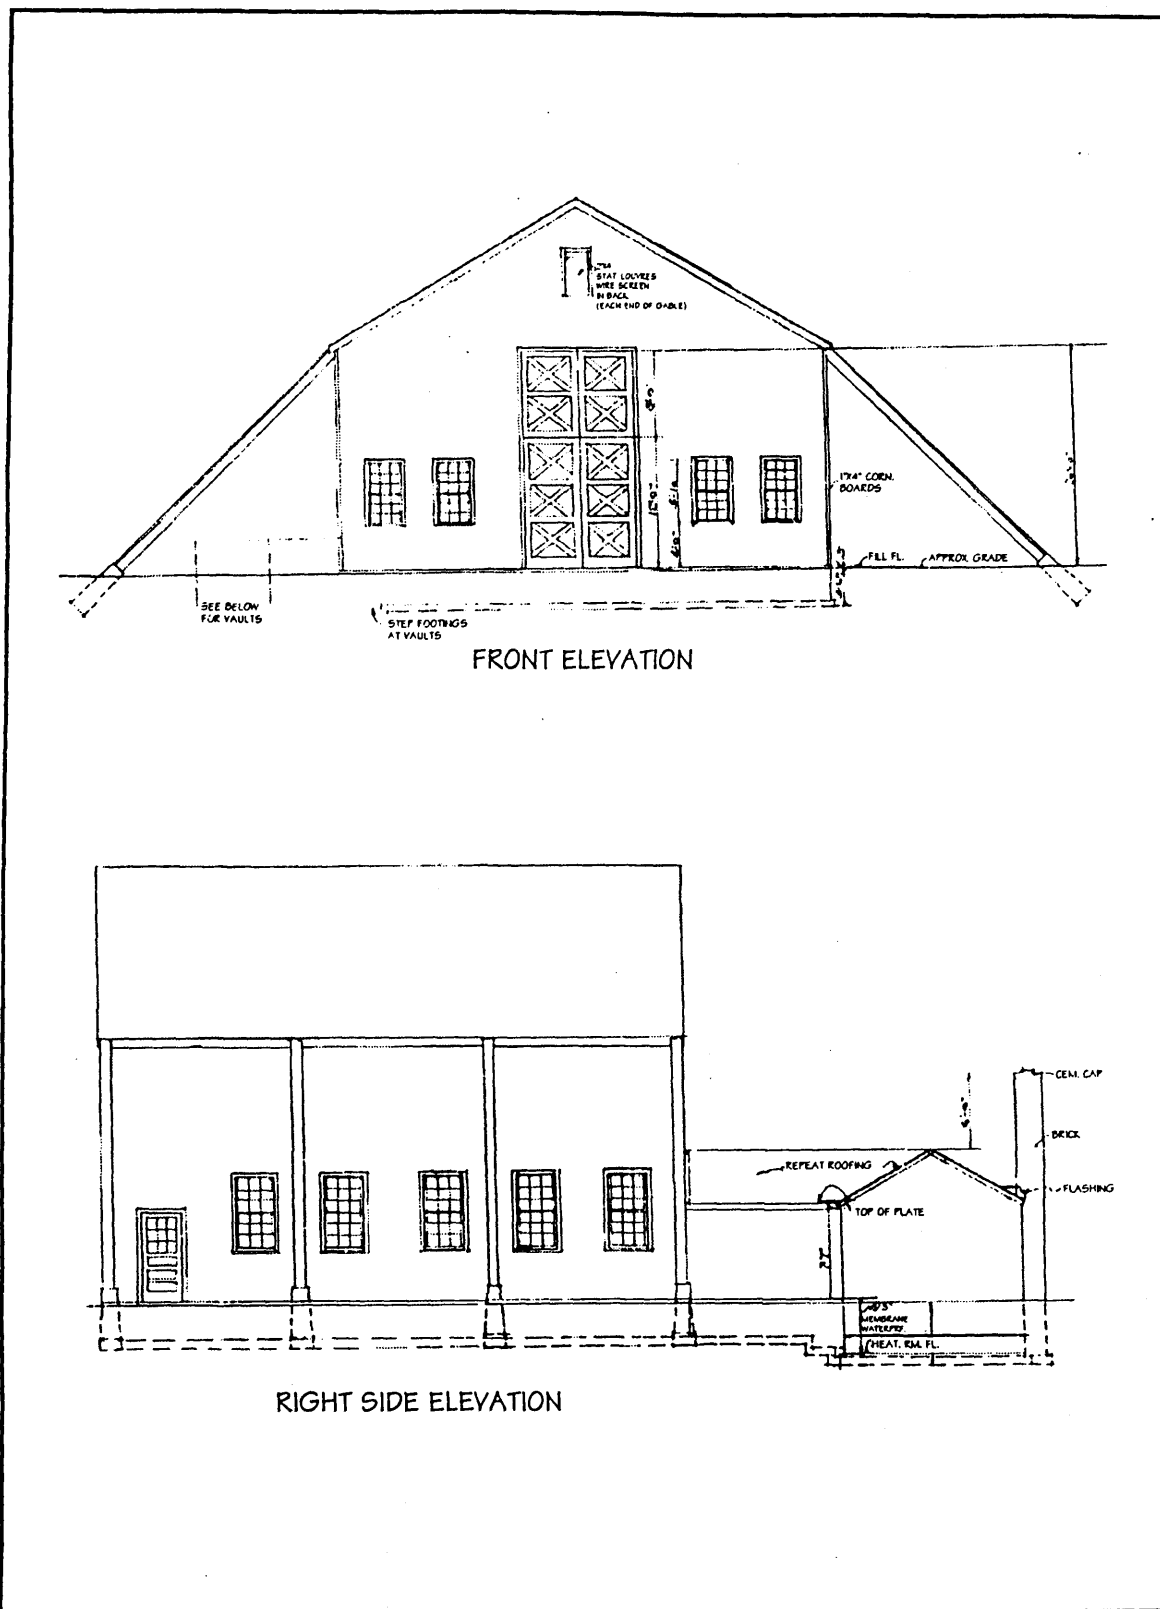 STAT LOUVRES
WIRE SCREEN
IN BACK
(EACH END OF GABLE)
1"X4" CORN.
BOARDS
FILL FL.
APPROX. GRADE
SEE BELOW
FOR VAULTS
STEP FOOTINGS
AT VAULTS
FRONT ELEVATION
CEM. CAP
BRICK
REPEAT ROOFING
FLASHING
TOP OF PLATE
MEMBRANE
WATERPRF.
HEAT. RM. FL.
RIGHT SIDE ELEVATION